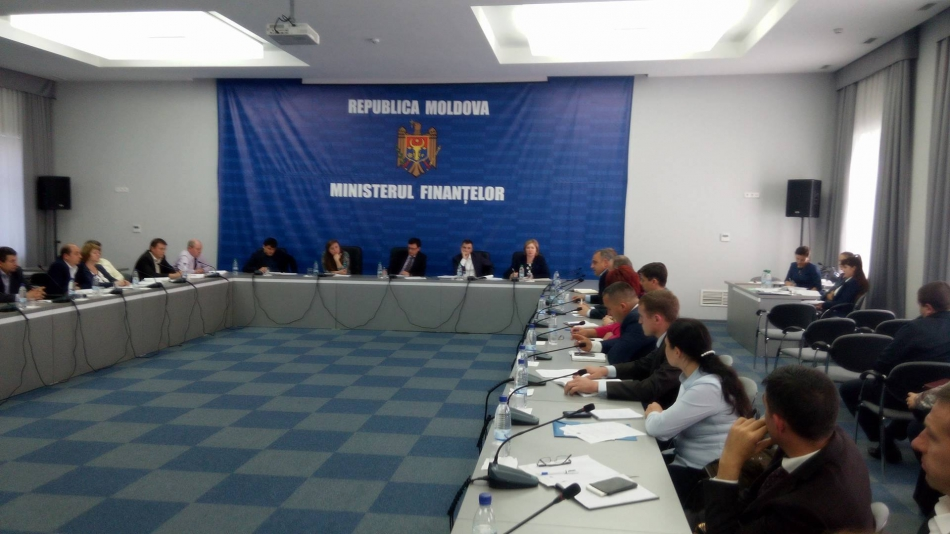 REPUBLICA MOLDOVA
MINISTERUL FINANȚELOR